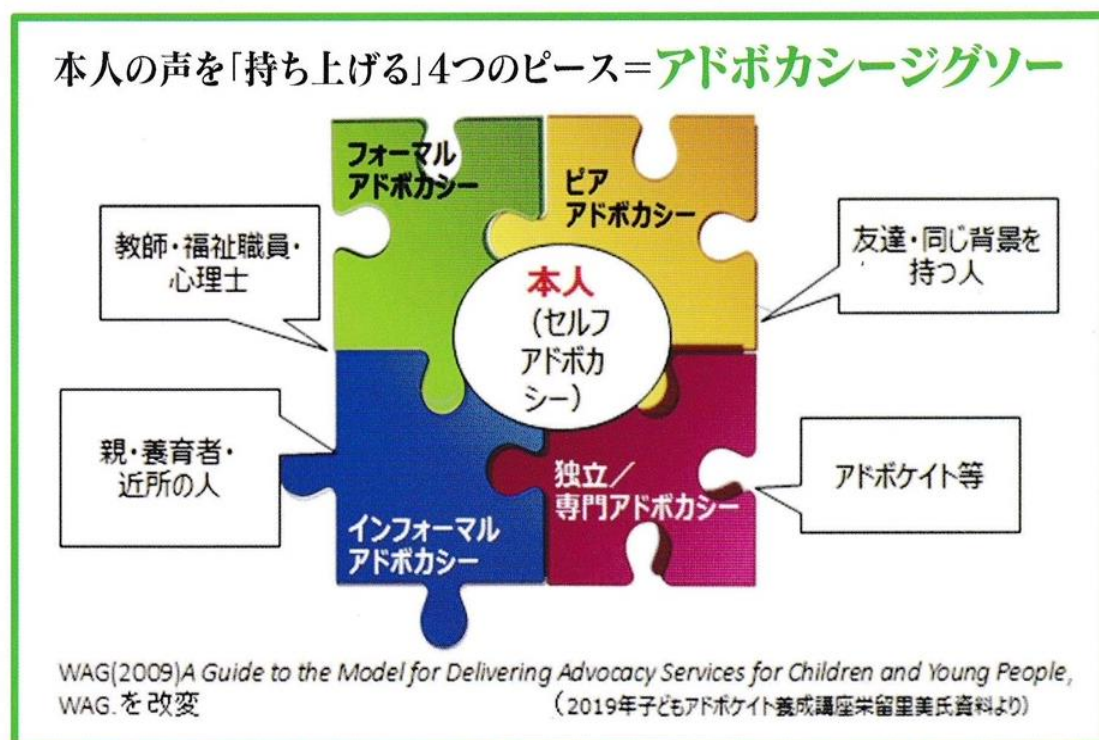 本人の声を「持ち上げる」4つのピース=アドボカシージグソー
フォーマル
アドボカシー
ピア
アドボカシー
教師・福祉職員・
心理士
友達・同じ背景を
持つ人
本人
(セルフ
アドボカ
シー)
親・養育者・
近所の人
インフォーマル
アドボカシー
独立/
専門アドボカシー
アドボケイト等
WAG(2009)A Guide to the Model for Delivering Advocacy Services for Children and Young People,
WAG.を改変
(2019年子どもアドボケイト養成講座栄留里美氏資料より)